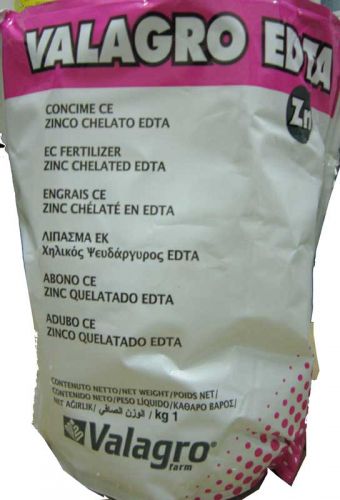 VALAGRO EDTA
Zn
CONCIME CE
ZINCO CHELATO EDTA
EC FERTILIZER
ZINC CHELATED EDTA
ENGRAIS CE
ZINC CHÉLATÉ EN EDTA
ΛΙΠΑΣΜΑ ΕΚ
Χηλικός Ψευδάργυρος EDTA
ABONO CE
ZINC QUELATADO EDTA
ADUBO CE
ZINCO QUELATADO EDTA
CONTENUTO NETTO/NET WEIGHT/POIDS NET/
CONTENIDO NETO/PESO LÍQUIDO/ΚΑΘΑΡΟ ΒΑΡΟΣ/
NET AĞIRLIK/ الوزن الصافي / kg 1
Valagro®
farm